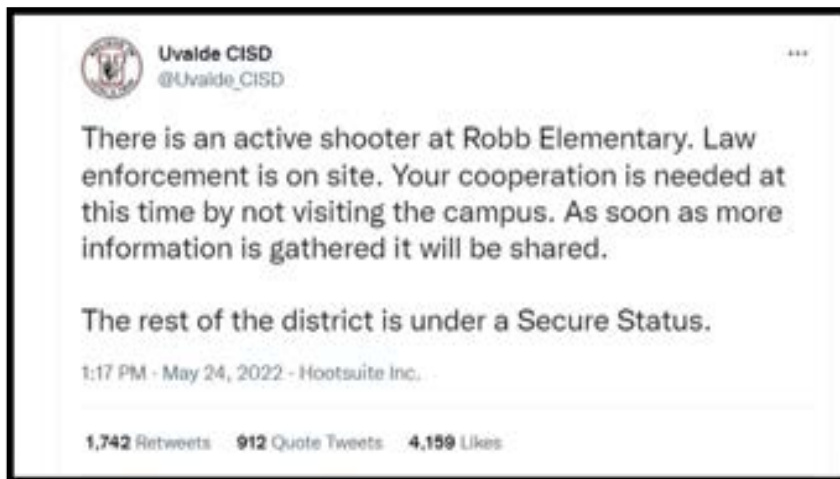 Uvalde CISD
@Uvalde_CISD
There is an active shooter at Robb Elementary. Law
enforcement is on site. Your cooperation is needed at
this time by not visiting the campus. As soon as more
information is gathered it will be shared.
The rest of the district is under a Secure Status.
1:17 PM · May 24, 2022 · Hootsuite Inc.
1,742 Retweets 912 Quote Tweets 4,159 Likes